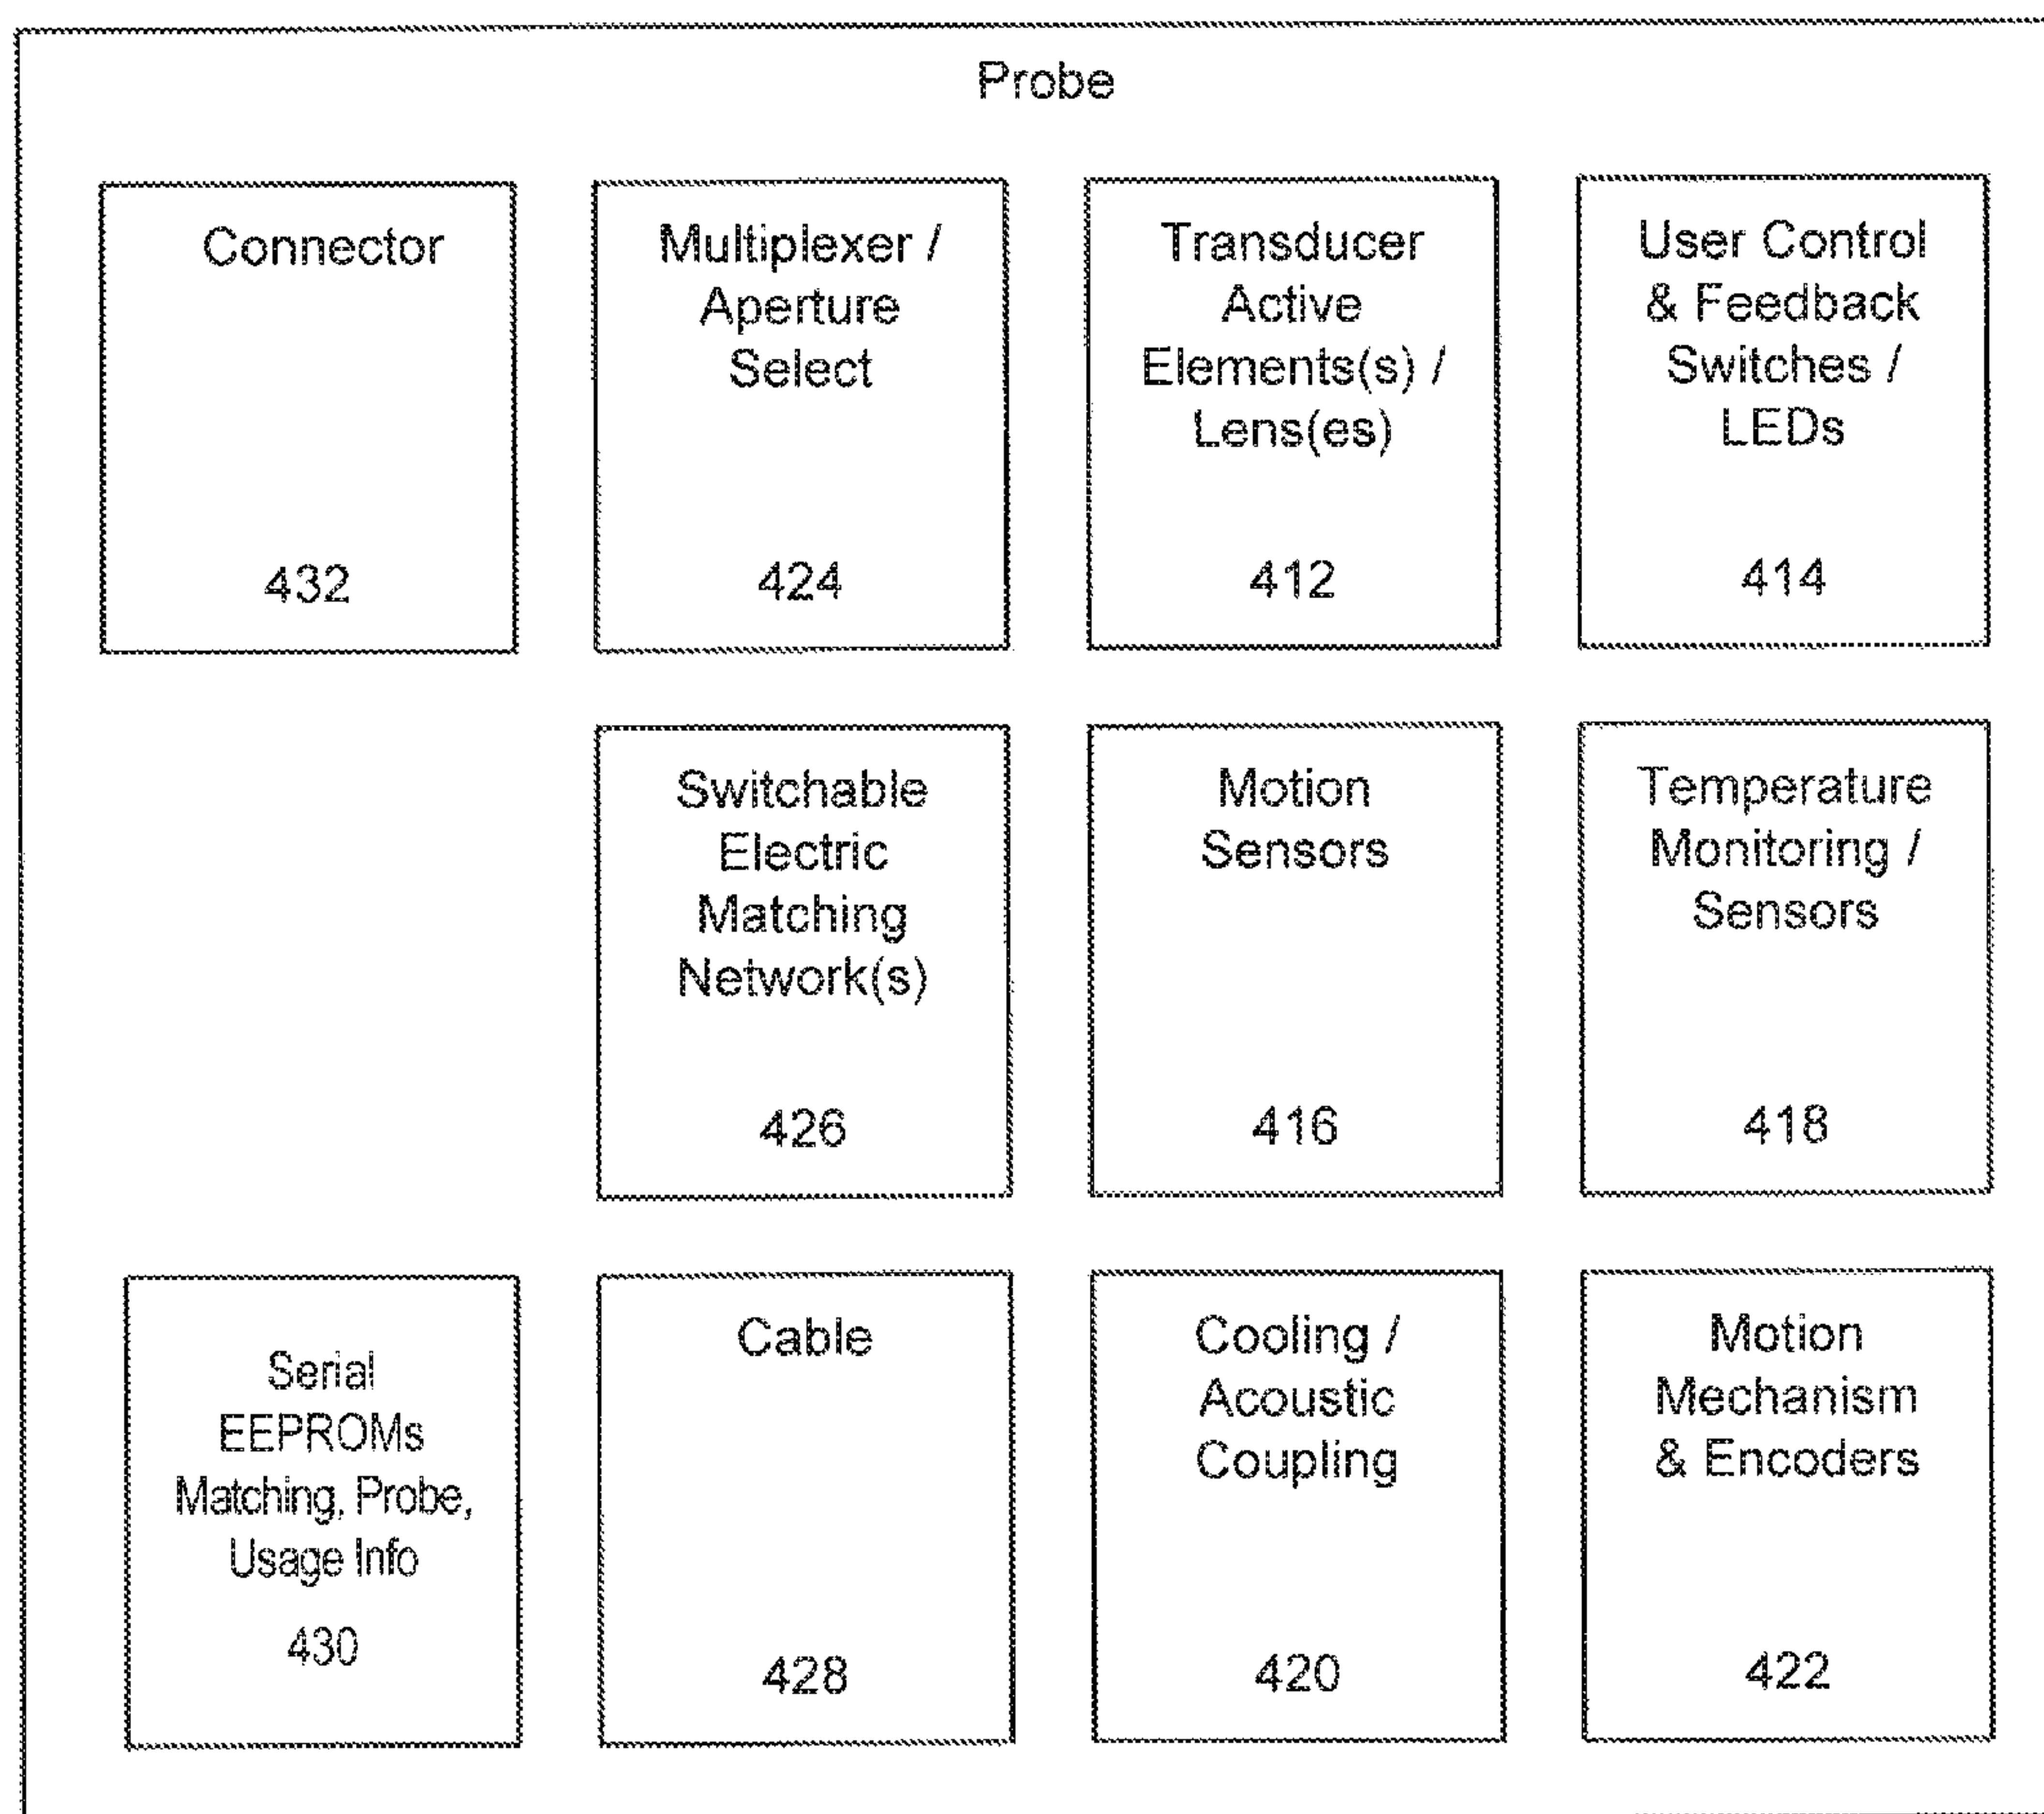 Probe
Connector
432
Multiplexer /
Aperture
Select
424
Transducer
Active
Elements(s) /
Lens(es)
412
User Control
& Feedback
Switches /
LEDs
414
Switchable
Electric
Matching
Network(s)
426
Motion
Sensors
416
Temperature
Monitoring /
Sensors
418
Serial
EEPROMs
Matching, Probe,
Usage Info
430
Cable
428
Cooling /
Acoustic
Coupling
420
Motion
Mechanism
& Encoders
422